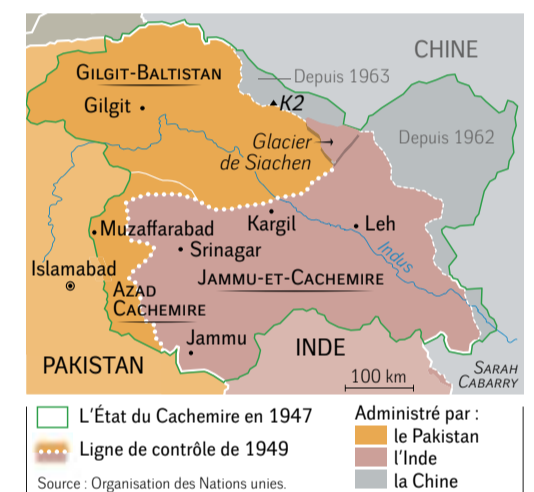 CHINE
GILGIT-BALTISTAN
Depuis 1963
Gilgit
K2
Glacier
de Siachen
Depuis 1962
Muzaffarabad
Kargil
Leh
Srinagar
Indus
Islamabad
JAMMU-ET-CACHEMIRE
AZAD
CACHEMIRE
Jammu
INDE
PAKISTAN
100 km
SARAH
CABARRY
L'État du Cachemire en 1947
Ligne de contrôle de 1949
Source : Organisation des Nations unies.
Administré par :
le Pakistan
l'Inde
la Chine